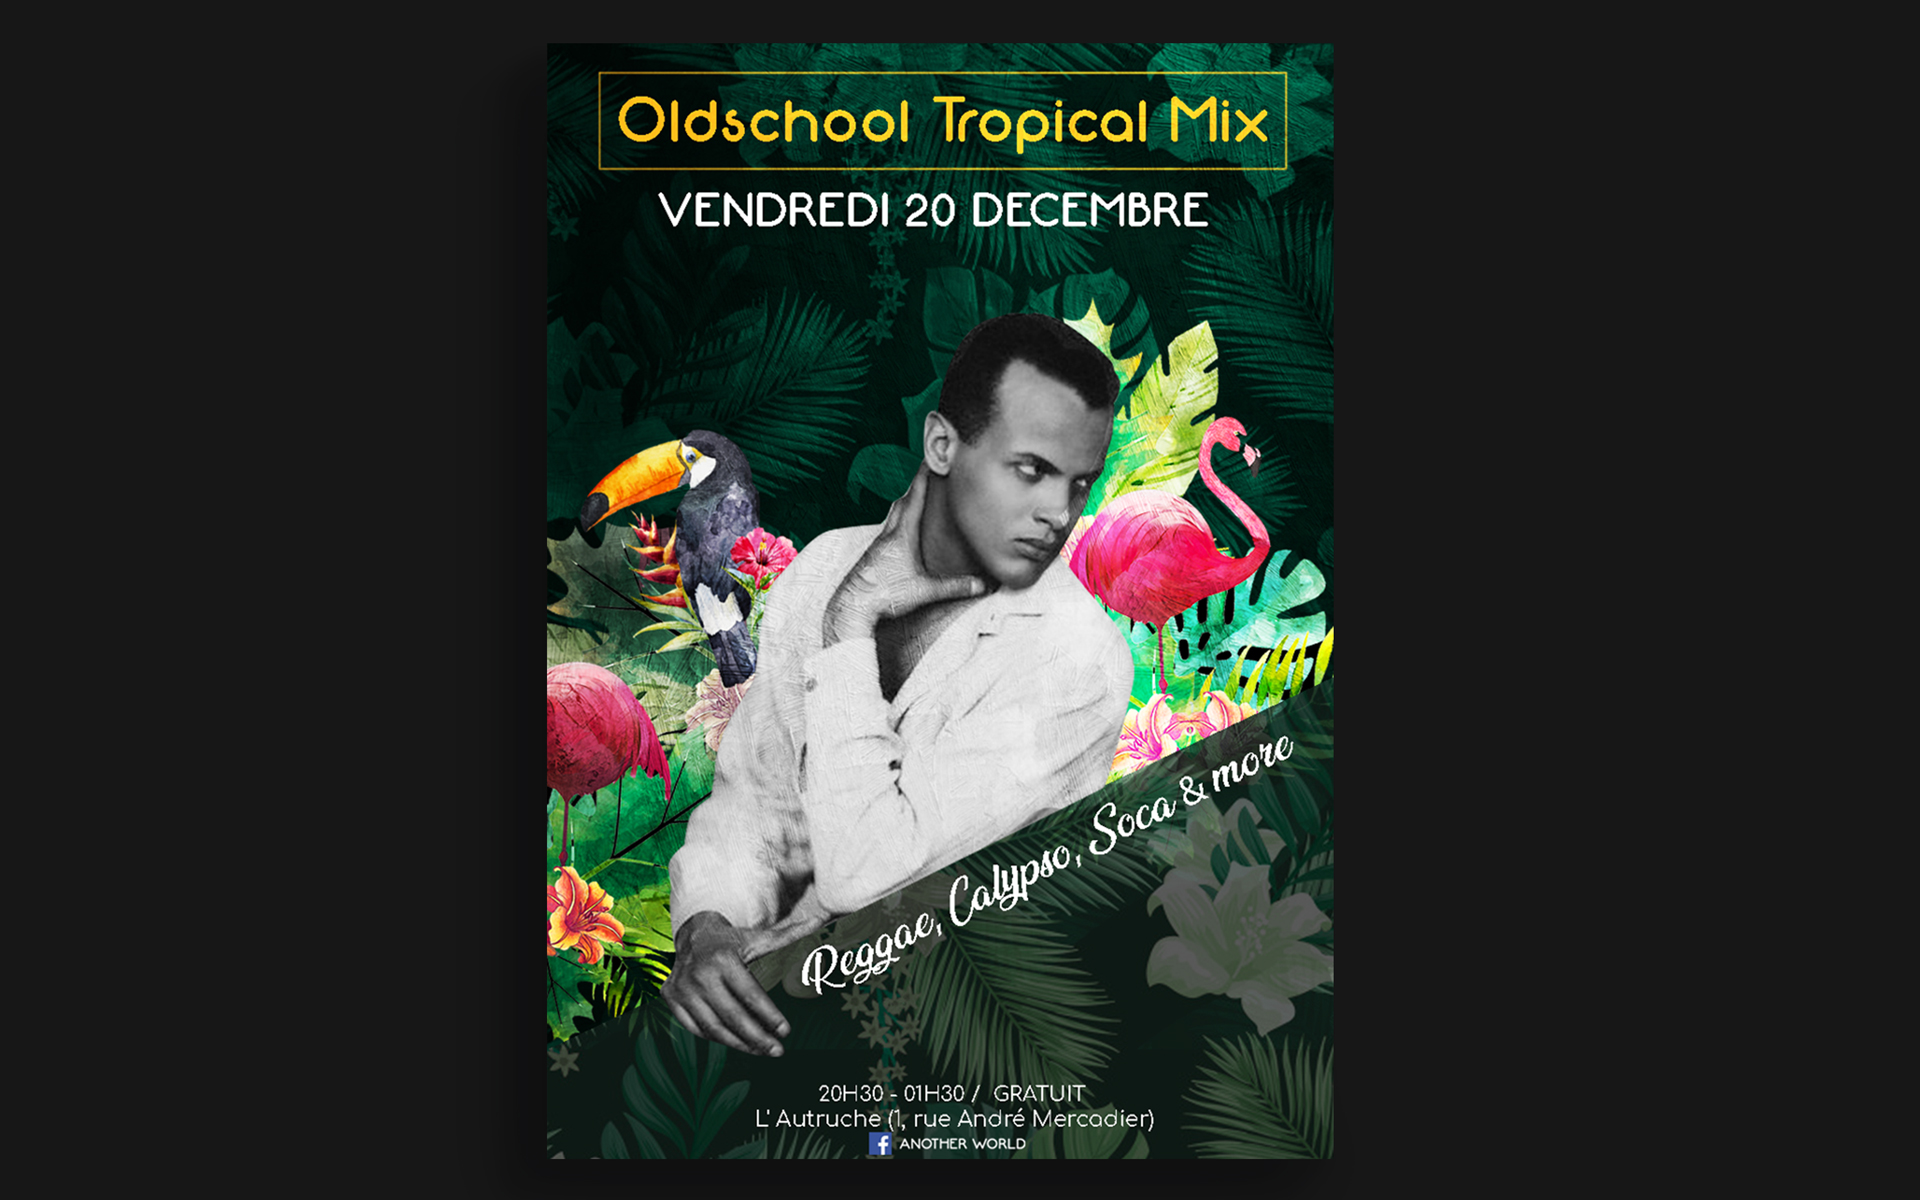 Oldschool Tropical Mix
VENDREDI 20 DECEMBRE
Reggae, Calypso, Soca & more
20H30 - 01H30 / GRATUIT
L' Autruche (1, rue André Mercadier)
f ANOTHER WORLD